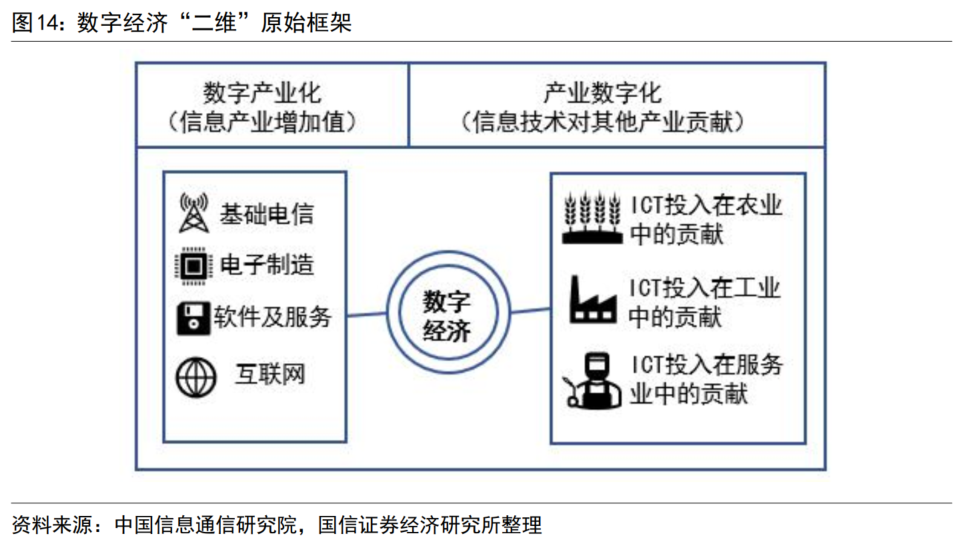 图14：数字经济“二维”原始框架
数字产业化
（信息产业增加值）
产业数字化
（信息技术对其他产业贡献）
基础电信
电子制造
软件及服务
互联网
数字
经济
ICT投入在农业
中的贡献
ICT投入在工业
中的贡献
ICT投入在服务
业中的贡献
资料来源：中国信息通信研究院，国信证券经济研究所整理